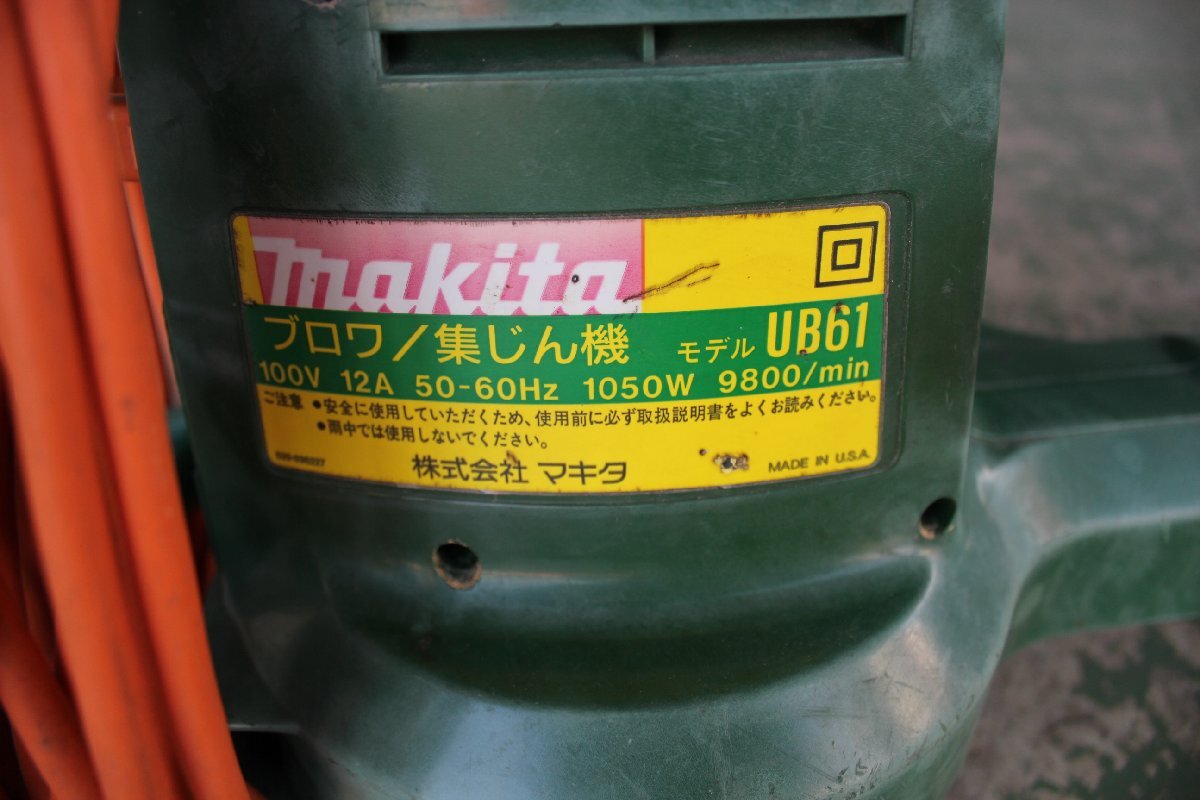 makita
ブロワ/集じん機 モデル UB61
100V 12A 50-60Hz 1050W 9800/min
ご注意 ●安全に使用していただくため、使用前に必ず取扱説明書をよくお読みください。
●雨中では使用しないでください。
株式会社 マキタ MADE IN U.S.A.